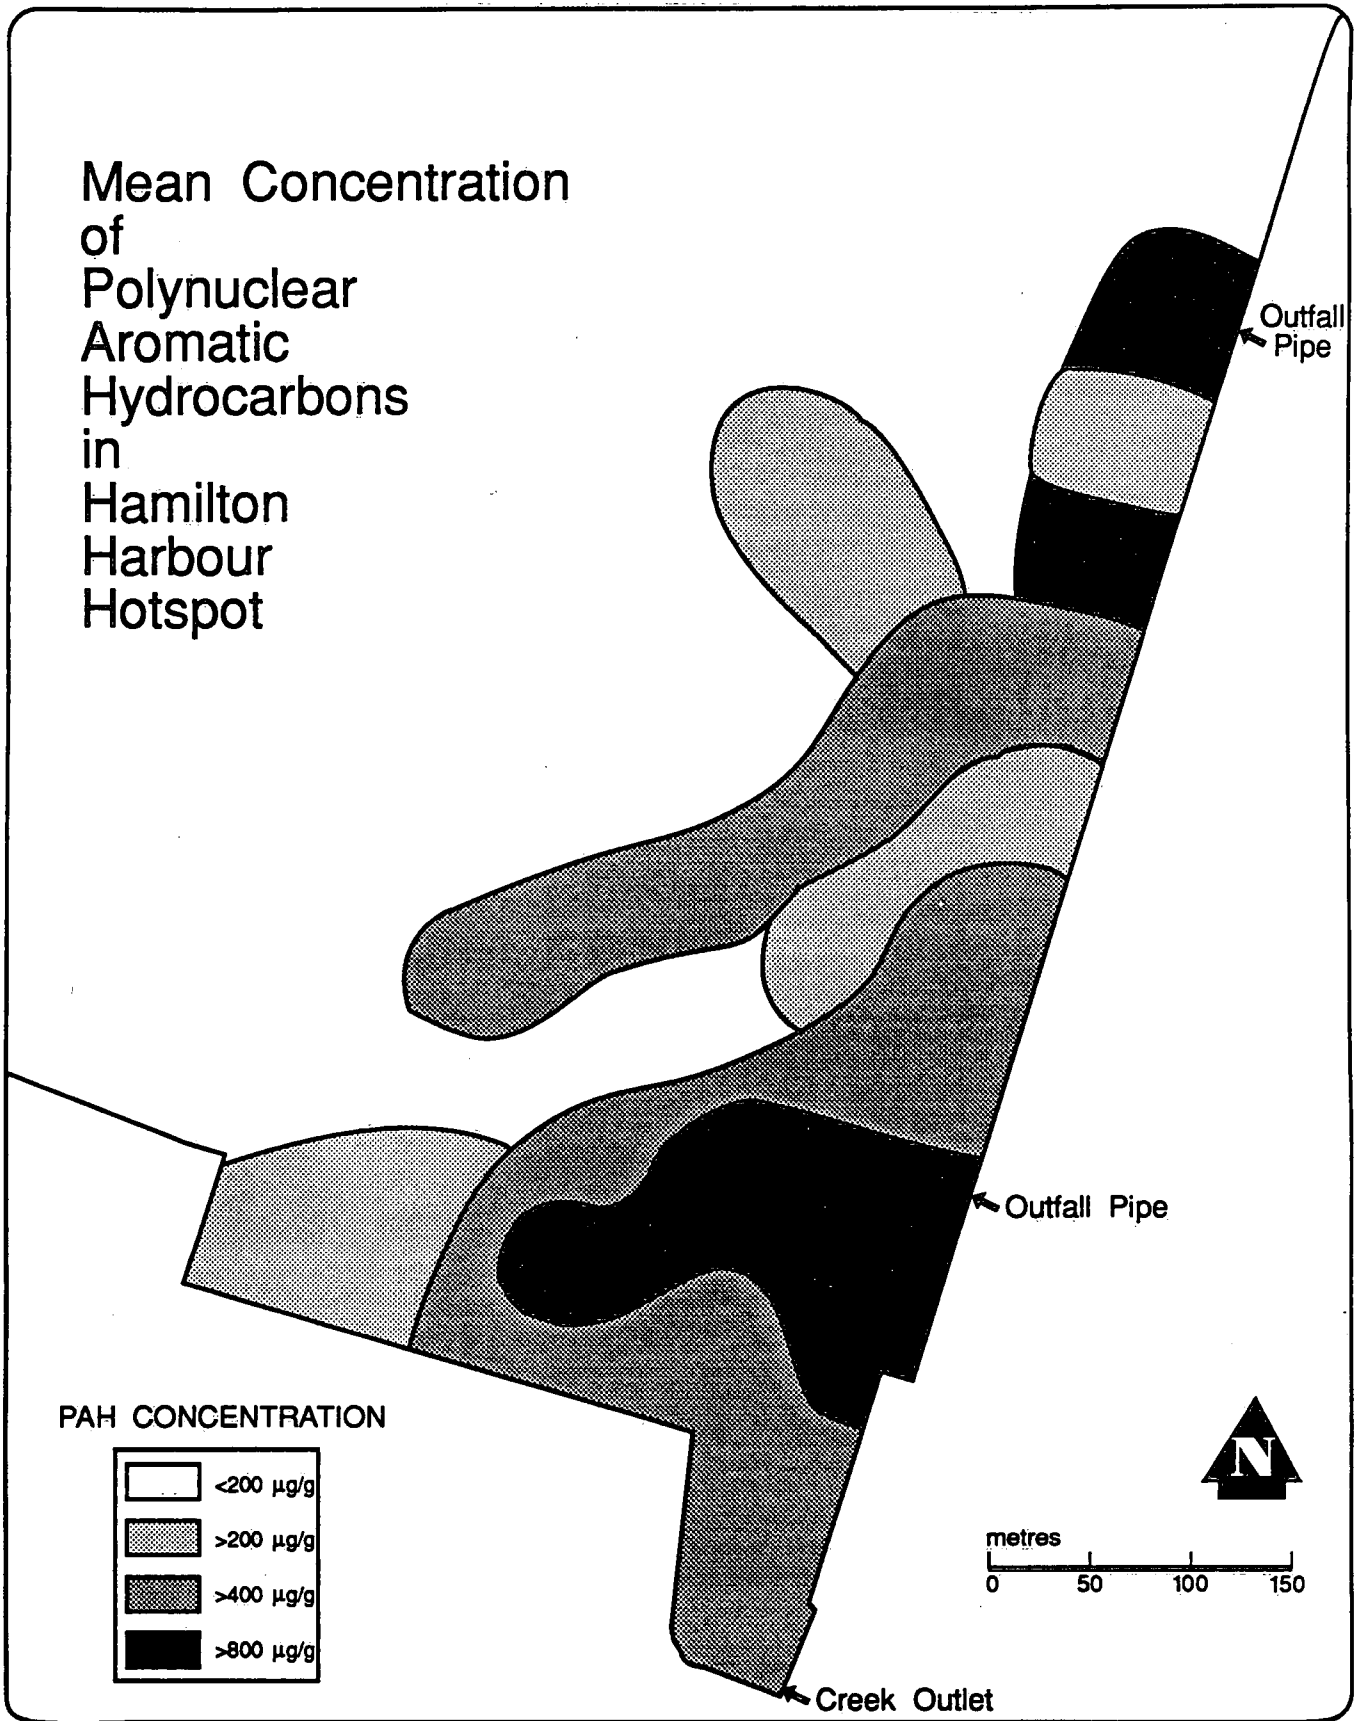 Mean Concentration
of
Polynuclear
Aromatic
Hydrocarbons
in
Hamilton
Harbour
Hotspot
Outfall
Pipe
Outfall Pipe
PAH CONCENTRATION
<200 µg/g
>200 µg/g
>400 µg/g
>800 µg/g
N
metres
0 50 100 150
Creek Outlet